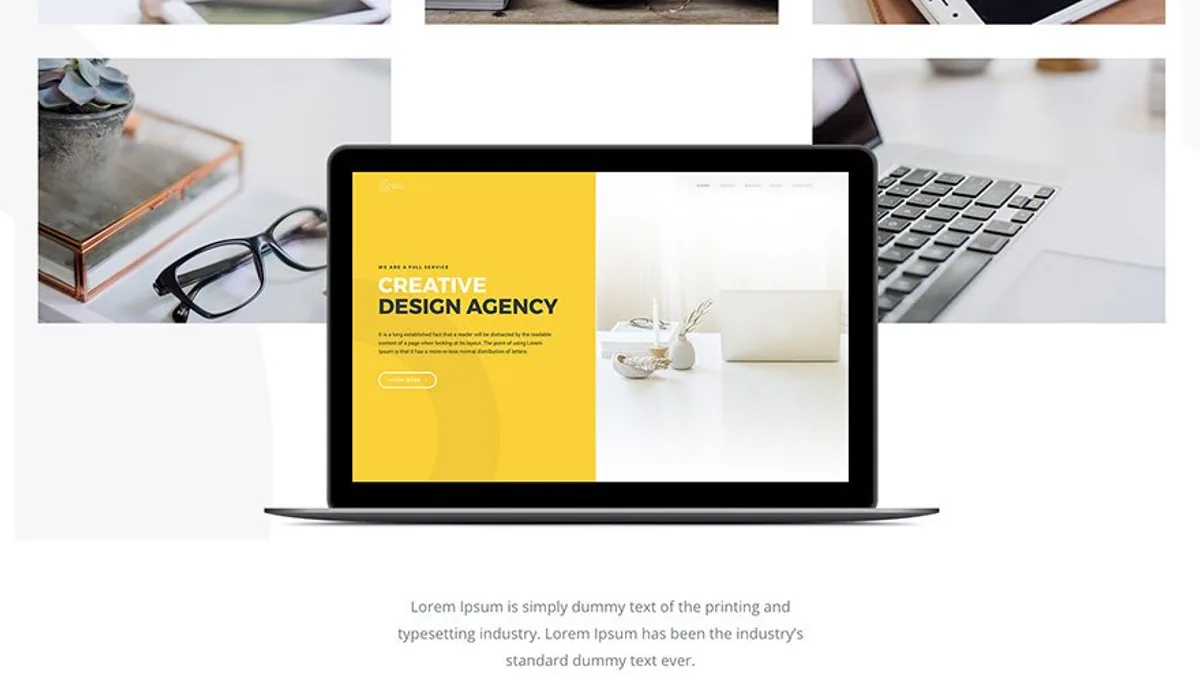 HOME
WE ARE A FULL SERVICE
CREATIVE
DESIGN AGENCY
It is a long established fact that a reader will be distracted by the readable
content of a page when looking at its layout. The point of using Lorem
Ipsum is that it has a more-or-less normal distribution of letters
Lorem Ipsum is simply dummy text of the printing and
typesetting industry. Lorem Ipsum has been the industry's
standard dummy text ever.